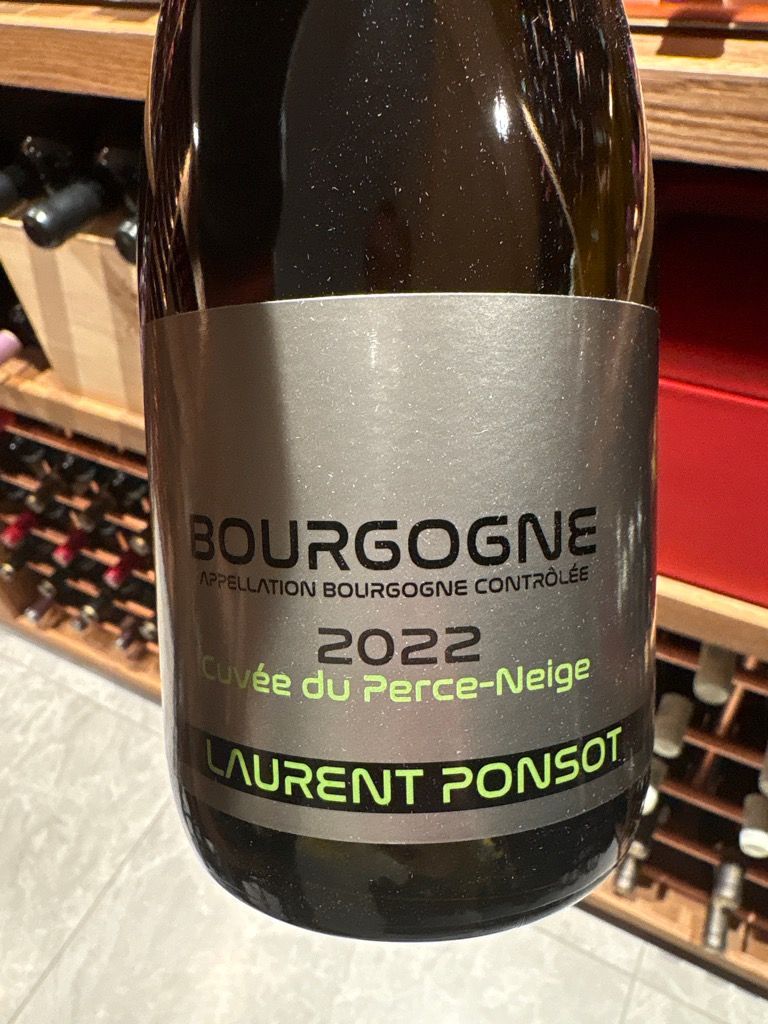 BOURGOGNE
APPELLATION BOURGOGNE CONTRÔLÉE
2022
Cuvée du Perce-Neige
LAURENT PONSOT